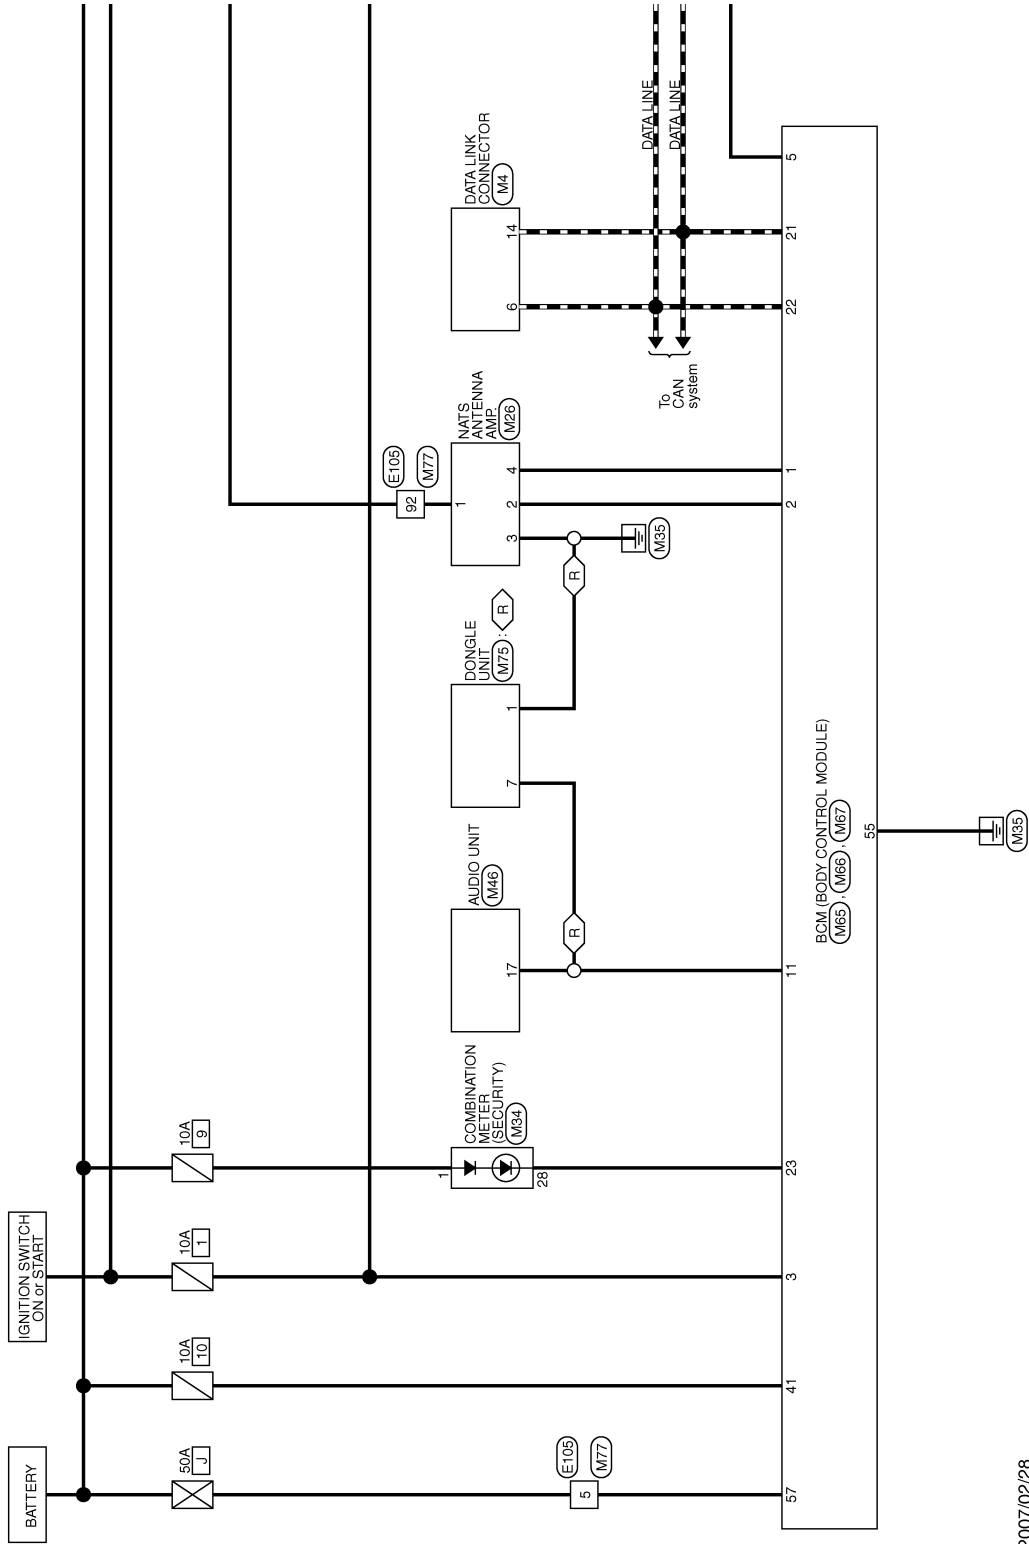 BATTERY
IGNITION SWITCH
ON or START
50A
J
10A
10
10A
1
10A
9
E105
5
M77
COMBINATION
METER
(SECURITY)
M34
1
28
AUDIO UNIT
M46
17
R
DONGLE
UNIT
M75 : R
7
1
R
E105
92
M77
NATS
ANTENNA
AMP.
M26
1
3
2
4
M35
DATA LINK
CONNECTOR
M4
6
14
DATA LINE
DATA LINE
To
CAN
system
57
41
3
23
11
2
1
22
21
5
BCM (BODY CONTROL MODULE)
M65 , M66 , M67
55
M35
2007/02/28